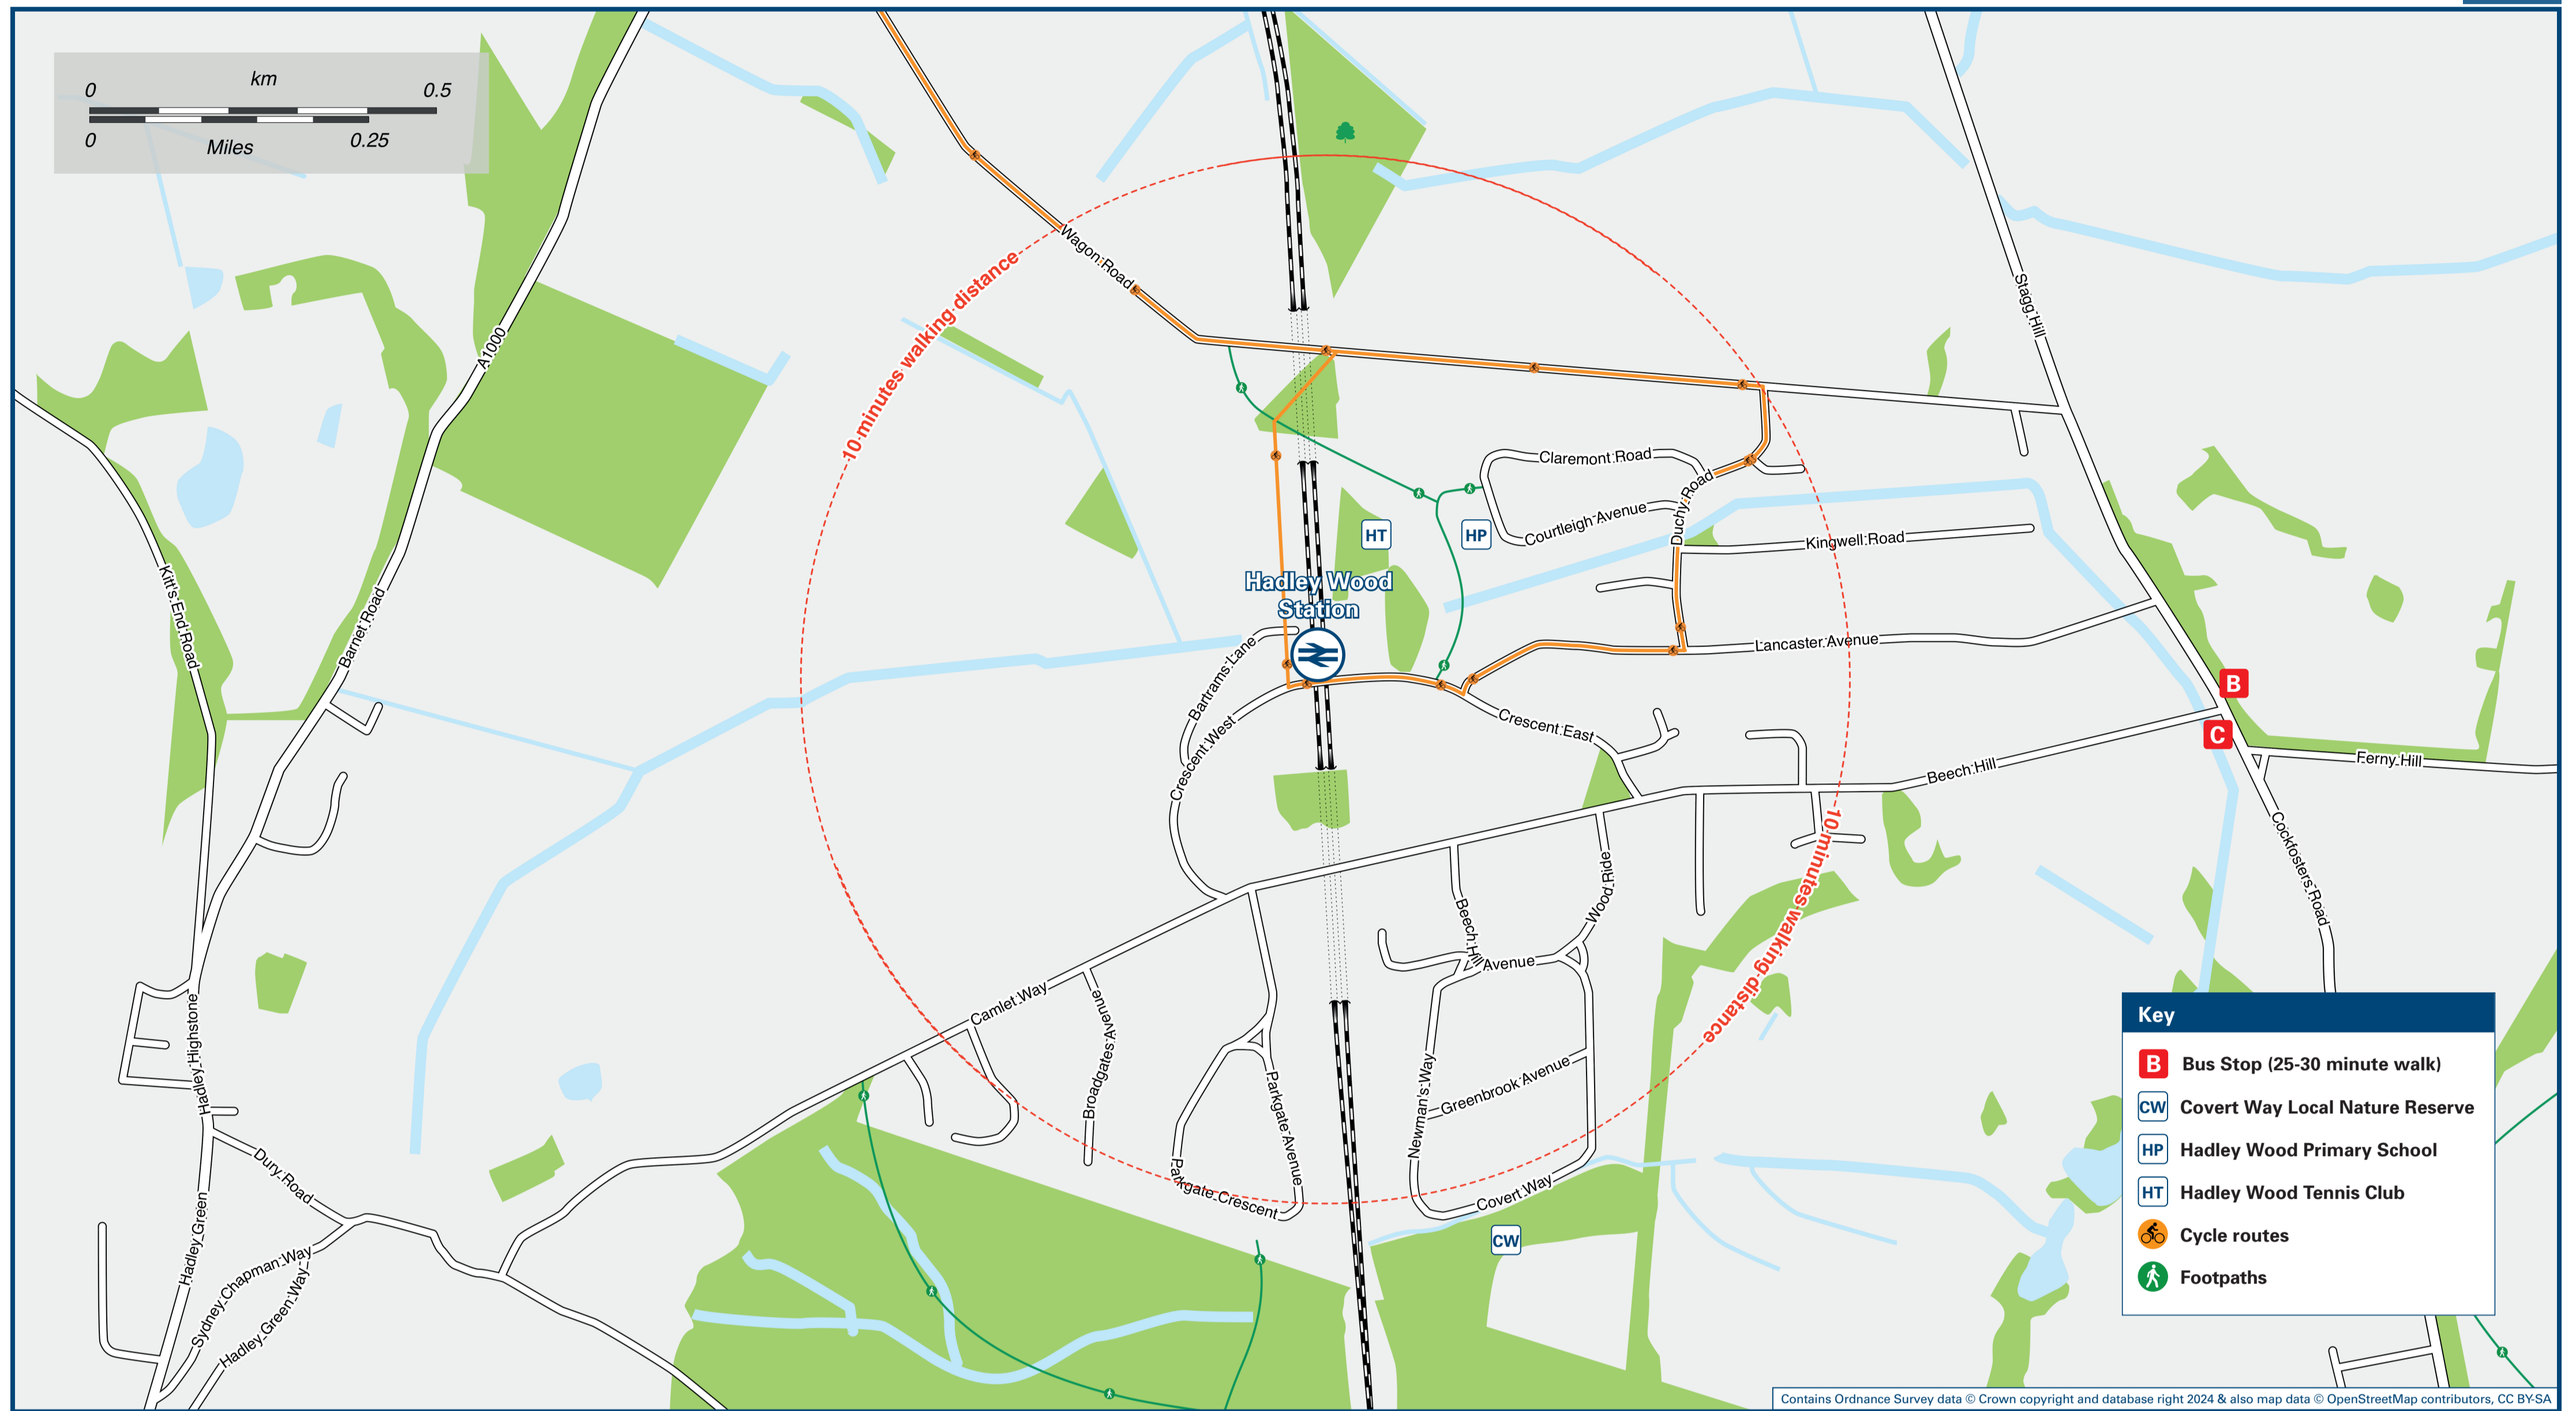 km
0 0.5
0 0.25
Miles
Wagon Road
10 minutes walking distance
A1000
Stagg Hill
Claremont Road
Duchy Road
Courtleigh Avenue
HT
HP
Kingwell Road
Hadley Wood
Station
Kitt's End Road
Barnet Road
Bartrams Lane
Lancaster Avenue
Crescent West
Crescent East
B
C
Beech Hill
Ferny Hill
10 minutes walking distance
Cockfosters Road
Wood Ride
Beech Hill
Avenue
Camlet Way
Broadgates Avenue
Hadley Highstone
Parkgate Avenue
Newman's Way
Greenbrook Avenue
Parkgate Crescent
Covert Way
CW
Dury Road
Hadley Green
Sydney Chapman Way
Hadley Green Way
Key
B Bus Stop (25-30 minute walk)
CW Covert Way Local Nature Reserve
HP Hadley Wood Primary School
HT Hadley Wood Tennis Club
Cycle routes
Footpaths
Contains Ordnance Survey data © Crown copyright and database right 2024 & also map data © OpenStreetMap contributors, CC BY-SA